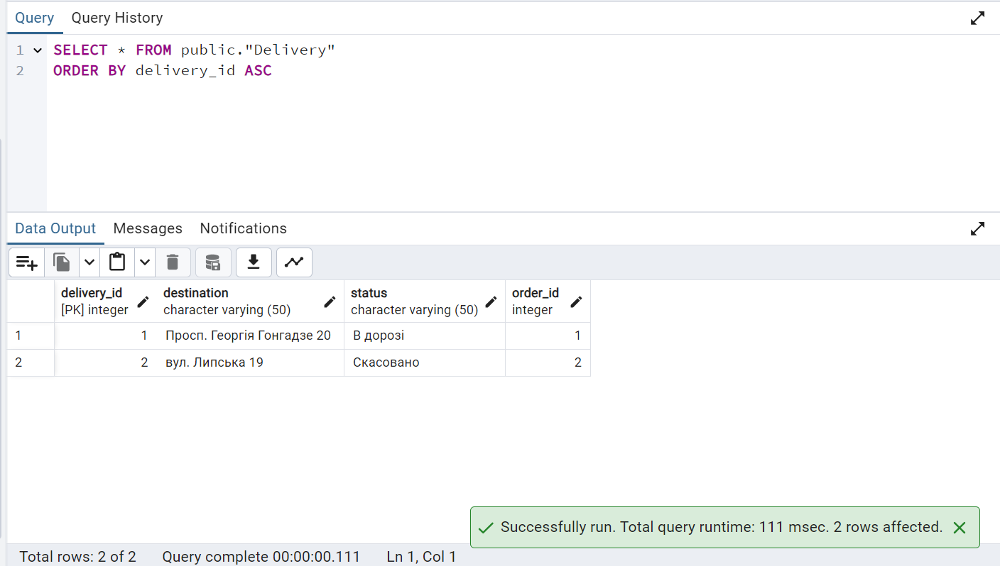 Query Query History
1 SELECT * FROM public."Delivery"
2 ORDER BY delivery_id ASC
Data Output Messages Notifications
delivery_id destination status order_id
[PK] integer character varying (50) character varying (50) integer
1 1 Просп. Георгія Гонгадзе 20 В дорозі 1
2 2 вул. Липська 19 Скасовано 2
Successfully run. Total query runtime: 111 msec. 2 rows affected.
Total rows: 2 of 2 Query complete 00:00:00.111 Ln 1, Col 1